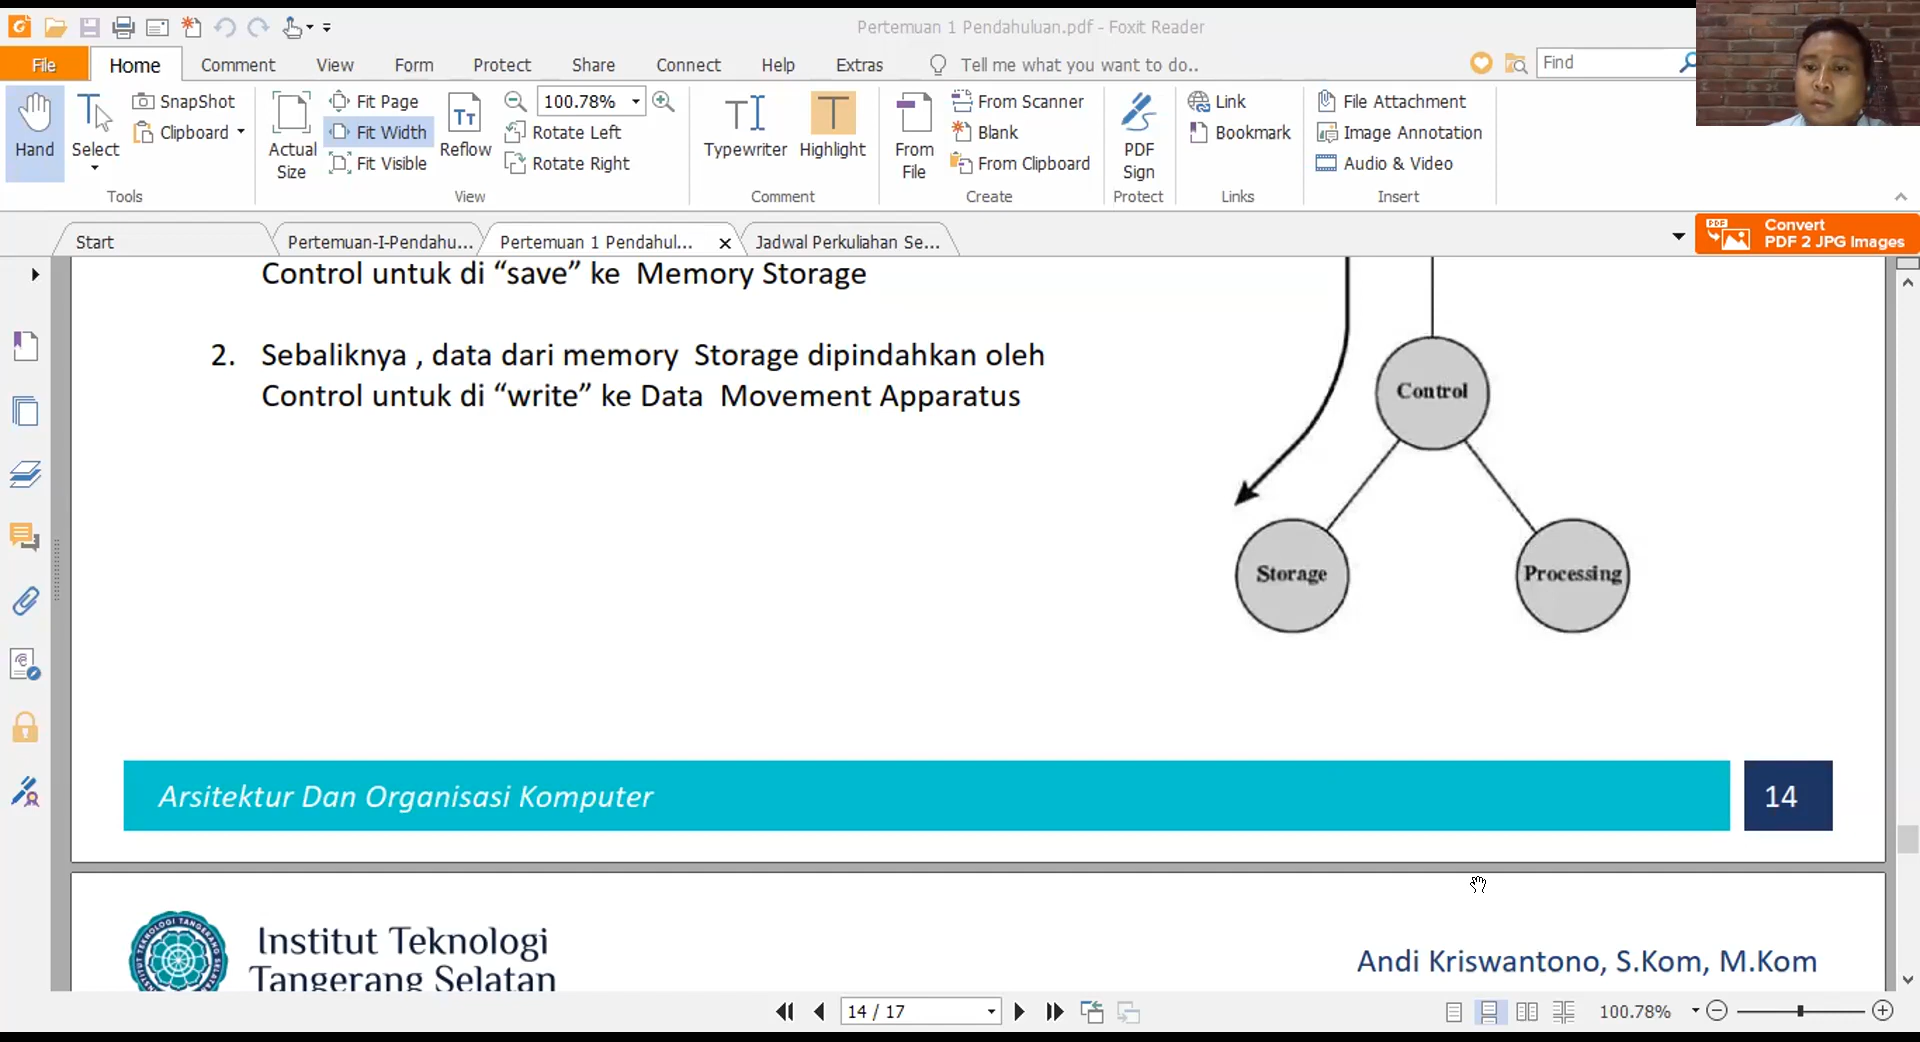 Pertemuan 1 Pendahuluan.pdf - Foxit Reader
File Home Comment View Form Protect Share Connect Help Extras Tell me what you want to do.. Find
Hand
Select
SnapShot
Clipboard
Tools
Actual
Size
Fit Page
Fit Width
Fit Visible
Reflow
100.78%
Rotate Left
Rotate Right
View
Typewriter
Highlight
Comment
From
File
From Scanner
Blank
From Clipboard
Create
PDF
Sign
Protect
Link
Bookmark
Links
File Attachment
Image Annotation
Audio & Video
Insert
Start
Pertemuan-I-Pendahu...
Pertemuan 1 Pendahul...
Jadwal Perkuliahan Se...
PDF
Convert
PDF 2 JPG Images
Control untuk di “save” ke Memory Storage
2. Sebaliknya , data dari memory Storage dipindahkan oleh
Control untuk di “write” ke Data Movement Apparatus
Control
Storage
Processing
Arsitektur Dan Organisasi Komputer
14
INSTITUT TEKNOLOGI TANGERANG SELATAN
Institut Teknologi
Tangerang Selatan
Andi Kriswantono, S.Kom, M.Kom
14 / 17
100.78%